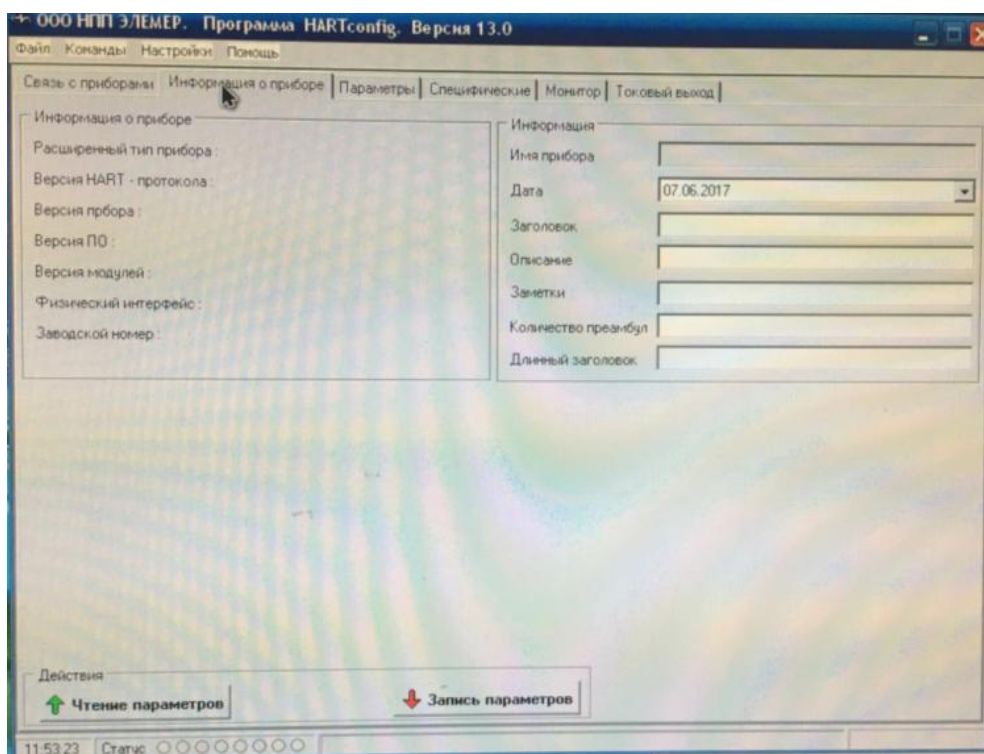 ООО НПП ЭЛЕМЕР. Программа HARTconfig. Версия 13.0
Файл Команды Настройки Помощь
Связь с приборами Информация о приборе Параметры Специфические Монитор Токовый выход
Информация о приборе
Расширенный тип прибора :
Версия HART - протокола :
Версия прбора :
Версия ПО :
Версия модулей :
Физический интерфейс :
Заводской номер :
Информация
Имя прибора
Дата 07.06.2017
Заголовок
Описание
Заметки
Количество преамбул
Длинный заголовок
Действия
Чтение параметров Запись параметров
11:53:23 Статус